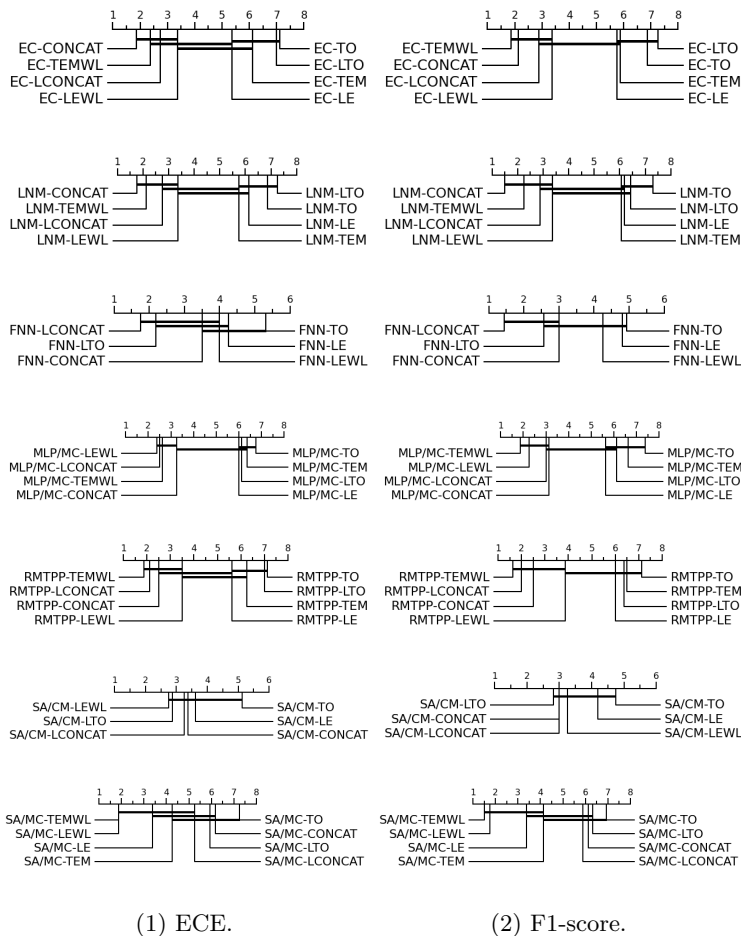 1 2 3 4 5 6 7 8
EC-CONCAT EC-TO
EC-TEMWL EC-LTO
EC-LCONCAT EC-TEM
EC-LEWL EC-LE
1 2 3 4 5 6 7 8
EC-TEMWL EC-LTO
EC-CONCAT EC-TO
EC-LCONCAT EC-TEM
EC-LEWL EC-LE
1 2 3 4 5 6 7 8
LNM-CONCAT LNM-LTO
LNM-TEMWL LNM-TO
LNM-LCONCAT LNM-LE
LNM-LEWL LNM-TEM
1 2 3 4 5 6 7 8
LNM-CONCAT LNM-TO
LNM-TEMWL LNM-LTO
LNM-LCONCAT LNM-LE
LNM-LEWL LNM-TEM
1 2 3 4 5 6
FNN-LCONCAT FNN-TO
FNN-LTO FNN-LE
FNN-CONCAT FNN-LEWL
1 2 3 4 5 6
FNN-LCONCAT FNN-TO
FNN-LTO FNN-LE
FNN-CONCAT FNN-LEWL
1 2 3 4 5 6 7 8
MLP/MC-LEWL MLP/MC-TO
MLP/MC-LCONCAT MLP/MC-TEM
MLP/MC-TEMWL MLP/MC-LTO
MLP/MC-CONCAT MLP/MC-LE
1 2 3 4 5 6 7 8
MLP/MC-TEMWL MLP/MC-TO
MLP/MC-LEWL MLP/MC-TEM
MLP/MC-LCONCAT MLP/MC-LTO
MLP/MC-CONCAT MLP/MC-LE
1 2 3 4 5 6 7 8
RMTPP-TEMWL RMTPP-TO
RMTPP-LCONCAT RMTPP-LTO
RMTPP-CONCAT RMTPP-TEM
RMTPP-LEWL RMTPP-LE
1 2 3 4 5 6 7 8
RMTPP-TEMWL RMTPP-TO
RMTPP-LCONCAT RMTPP-TEM
RMTPP-CONCAT RMTPP-LTO
RMTPP-LEWL RMTPP-LE
1 2 3 4 5 6
SA/CM-LEWL SA/CM-TO
SA/CM-LTO SA/CM-LE
SA/CM-LCONCAT SA/CM-CONCAT
1 2 3 4 5 6
SA/CM-LTO SA/CM-TO
SA/CM-CONCAT SA/CM-LE
SA/CM-LCONCAT SA/CM-LEWL
1 2 3 4 5 6 7 8
SA/MC-TEMWL SA/MC-TO
SA/MC-LEWL SA/MC-CONCAT
SA/MC-LE SA/MC-LTO
SA/MC-TEM SA/MC-LCONCAT
1 2 3 4 5 6 7 8
SA/MC-TEMWL SA/MC-TO
SA/MC-LEWL SA/MC-LTO
SA/MC-LE SA/MC-CONCAT
SA/MC-TEM SA/MC-LCONCAT
(1) ECE.
(2) F1-score.